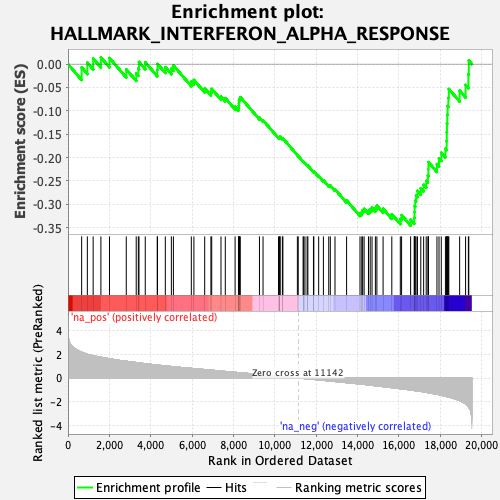 Enrichment plot:
HALLMARK_INTERFERON_ALPHA_RESPONSE
Enrichment score (ES)
0.00
-0.05
-0.10
-0.15
-0.20
-0.25
-0.30
-0.35
'na_pos' (positively correlated)
Ranked list metric (PreRanked)
4
2
0
-2
-4
Zero cross at 11142
'na_neg' (negatively correlated)
0
2,000
4,000
6,000
8,000
10,000
12,000
14,000
16,000
18,000
20,000
Rank in Ordered Dataset
Enrichment profile
Hits
Ranking metric scores